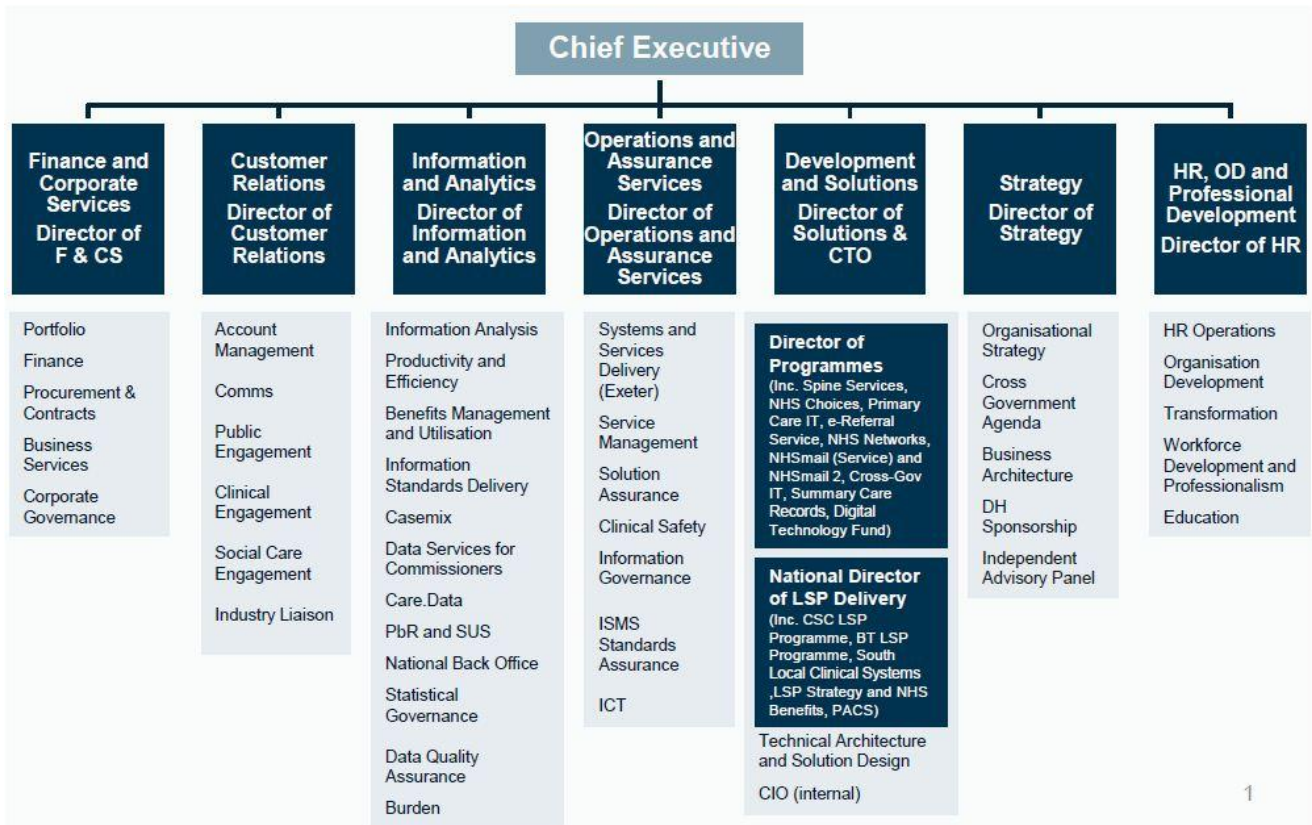 Chief Executive
Finance and
Corporate
Services
Director of
F & CS
Portfolio
Finance
Procurement &
Contracts
Business
Services
Corporate
Governance
Customer
Relations
Director of
Customer
Relations
Account
Management
Comms
Public
Engagement
Clinical
Engagement
Social Care
Engagement
Industry Liaison
Information
and Analytics
Director of
Information
and Analytics
Information Analysis
Productivity and
Efficiency
Benefits Management
and Utilisation
Information
Standards Delivery
Casemix
Data Services for
Commissioners
Care.Data
PbR and SUS
National Back Office
Statistical
Governance
Data Quality
Assurance
Burden
Operations and
Assurance
Services
Director of
Operations and
Assurance
Services
Systems and
Services
Delivery
(Exeter)
Service
Management
Solution
Assurance
Clinical Safety
Information
Governance
ISMS
Standards
Assurance
ICT
Development
and Solutions
Director of
Solutions &
CTO
Director of
Programmes
(Inc. Spine Services,
NHS Choices, Primary
Care IT, e-Referral
Service, NHS Networks,
NHSmail (Service) and
NHSmail 2, Cross-Gov
IT, Summary Care
Records, Digital
Technology Fund)
National Director
of LSP Delivery
(Inc. CSC LSP
Programme, BT LSP
Programme, South
Local Clinical Systems
,LSP Strategy and NHS
Benefits, PACS)
Technical Architecture
and Solution Design
CIO (internal)
Strategy
Director of
Strategy
Organisational
Strategy
Cross
Government
Agenda
Business
Architecture
DH
Sponsorship
Independent
Advisory Panel
HR, OD and
Professional
Development
Director of HR
HR Operations
Organisation
Development
Transformation
Workforce
Development and
Professionalism
Education
1